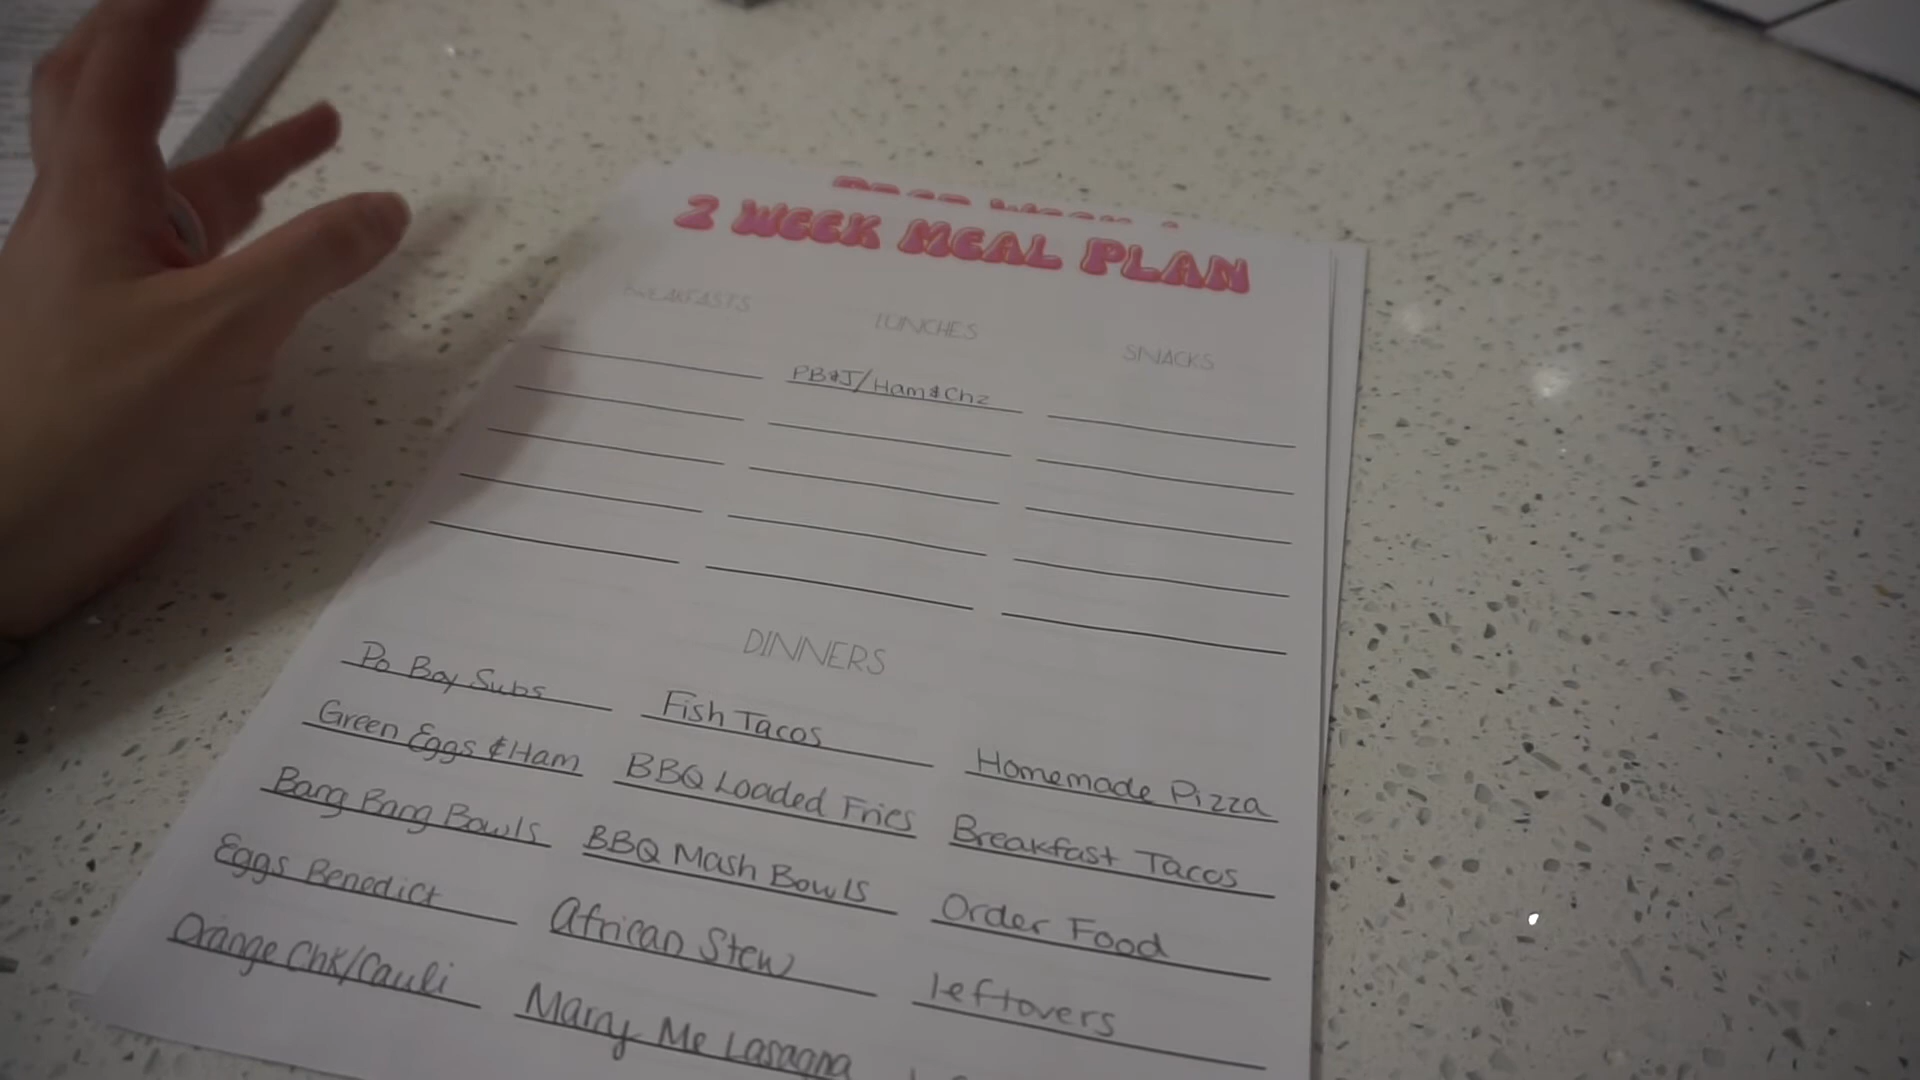 2 WEEK MEAL PLAN
BREAKFASTS
LUNCHES
SNACKS
PB&J/Ham & Chz
DINNERS
Po Boy Subs
Fish Tacos
Homemade Pizza
Green Eggs & Ham
BBQ Loaded Fries
Breakfast Tacos
Bang Bang Bowls
BBQ Mash Bowls
Order Food
Eggs Benedict
African Stew
leftovers
Orange Chk/Cauli
Marry Me Lasagna